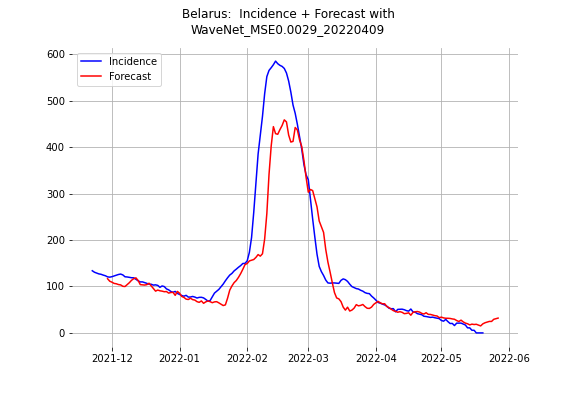 Belarus:  Incidence + Forecast with
WaveNet_MSE0.0029_20220409
600
500
400
300
200
100
0
Incidence
Forecast
2021-12 2022-01 2022-02 2022-03 2022-04 2022-05 2022-06